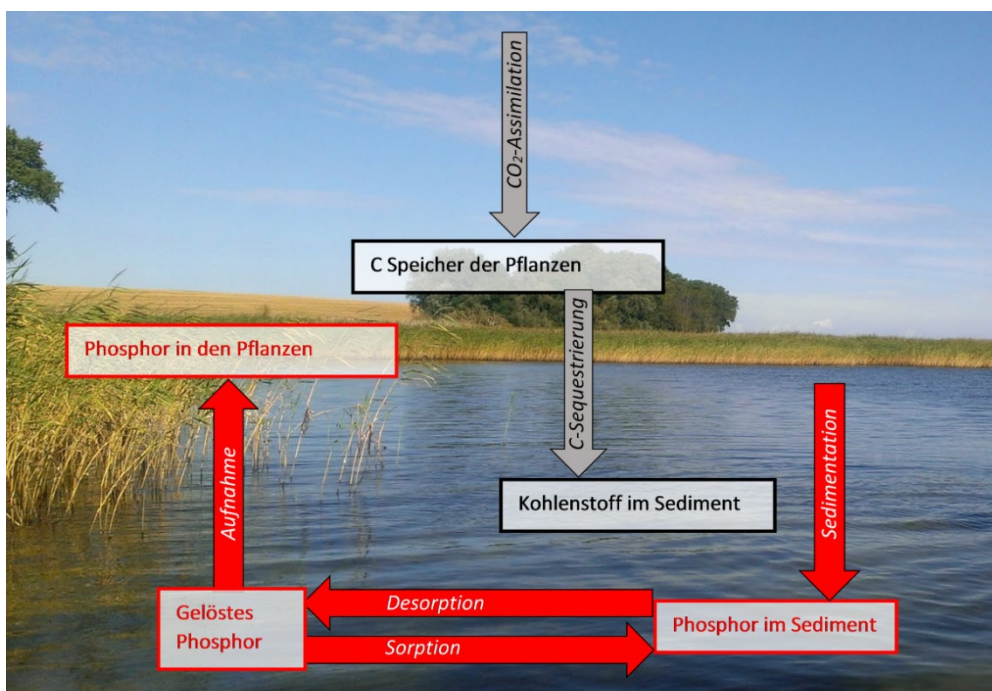 CO₂-Assimilation
C Speicher der Pflanzen
Phosphor in den Pflanzen
C-Sequestrierung
Sedimentation
Aufnahme
Kohlenstoff im Sediment
Gelöstes
Phosphor
Desorption
Sorption
Phosphor im Sediment